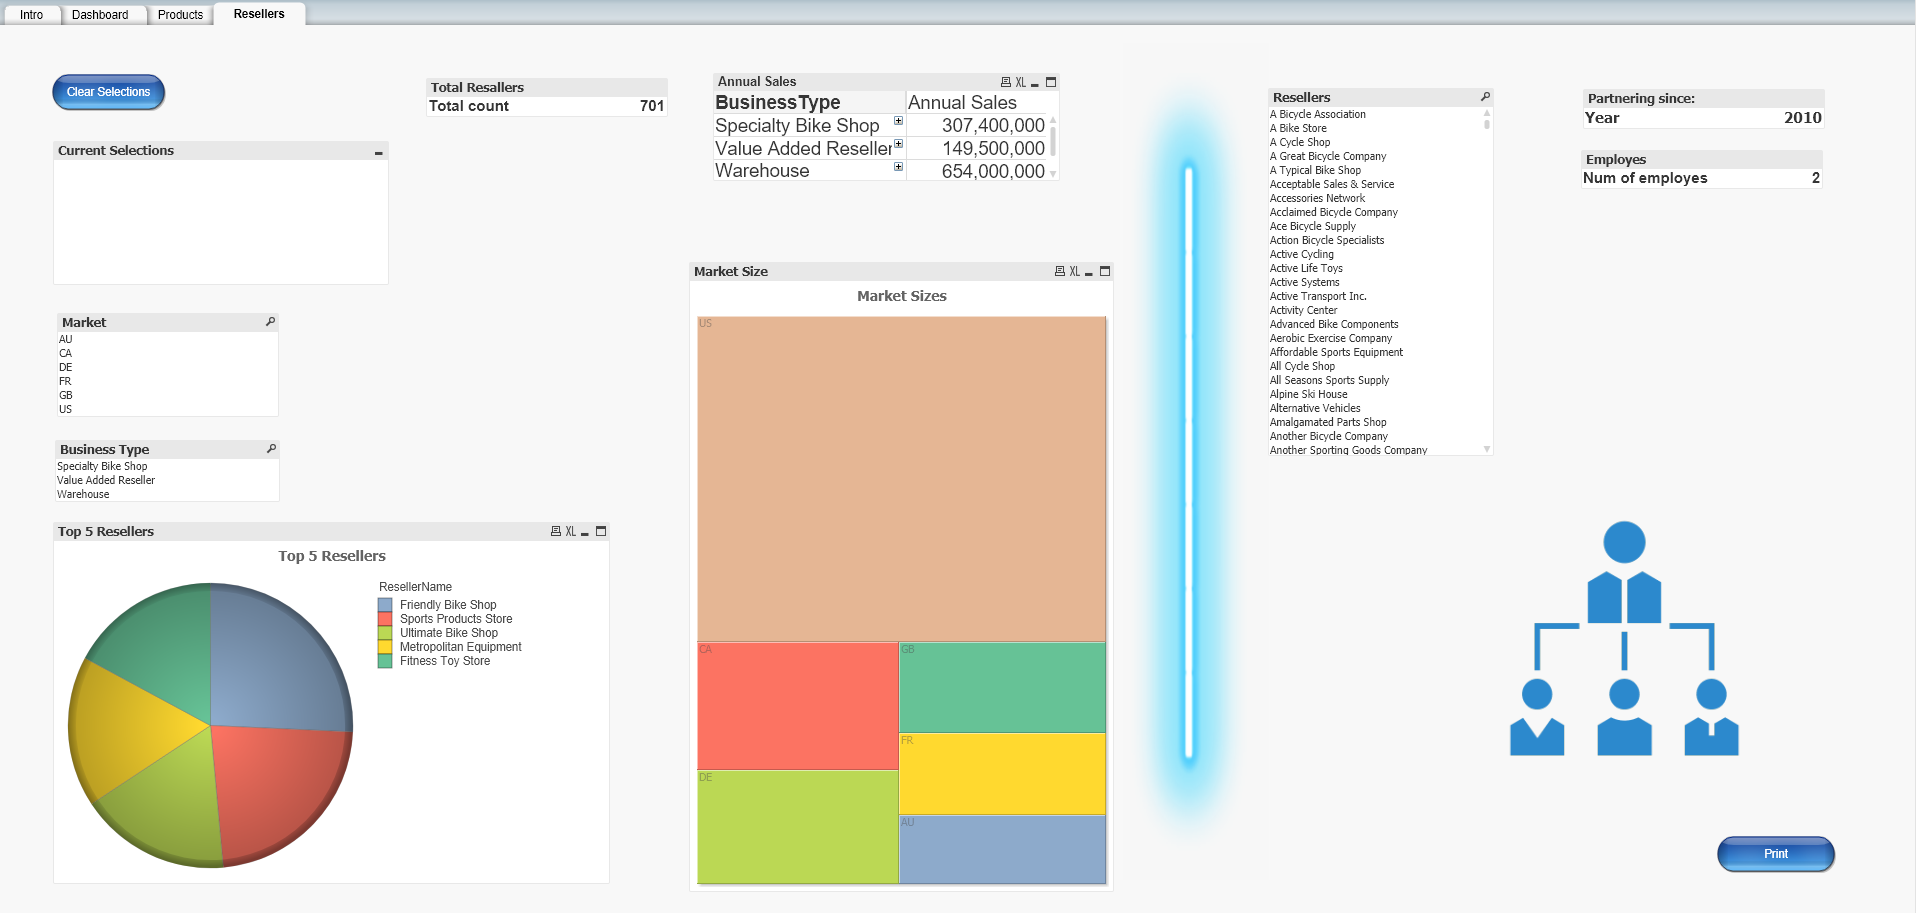 Intro
Dashboard
Products
Resellers
Clear Selections
Current Selections
Market
AU
CA
DE
FR
GB
US
Business Type
Specialty Bike Shop
Value Added Reseller
Warehouse
Total Resallers
Total count 701
Annual Sales XL
BusinessType Annual Sales
Specialty Bike Shop 307,400,000
Value Added Reseller 149,500,000
Warehouse 654,000,000
Top 5 Resellers XL
Top 5 Resellers
ResellerName
Friendly Bike Shop
Sports Products Store
Ultimate Bike Shop
Metropolitan Equipment
Fitness Toy Store
Market Size XL
Market Sizes
US
CA
GB
FR
DE
AU
Resellers
A Bicycle Association
A Bike Store
A Cycle Shop
A Great Bicycle Company
A Typical Bike Shop
Acceptable Sales & Service
Accessories Network
Acclaimed Bicycle Company
Ace Bicycle Supply
Action Bicycle Specialists
Active Cycling
Active Life Toys
Active Systems
Active Transport Inc.
Activity Center
Advanced Bike Components
Aerobic Exercise Company
Affordable Sports Equipment
All Cycle Shop
All Seasons Sports Supply
Alpine Ski House
Alternative Vehicles
Amalgamated Parts Shop
Another Bicycle Company
Another Sporting Goods Company
Partnering since:
Year 2010
Employes
Num of employes 2
Print